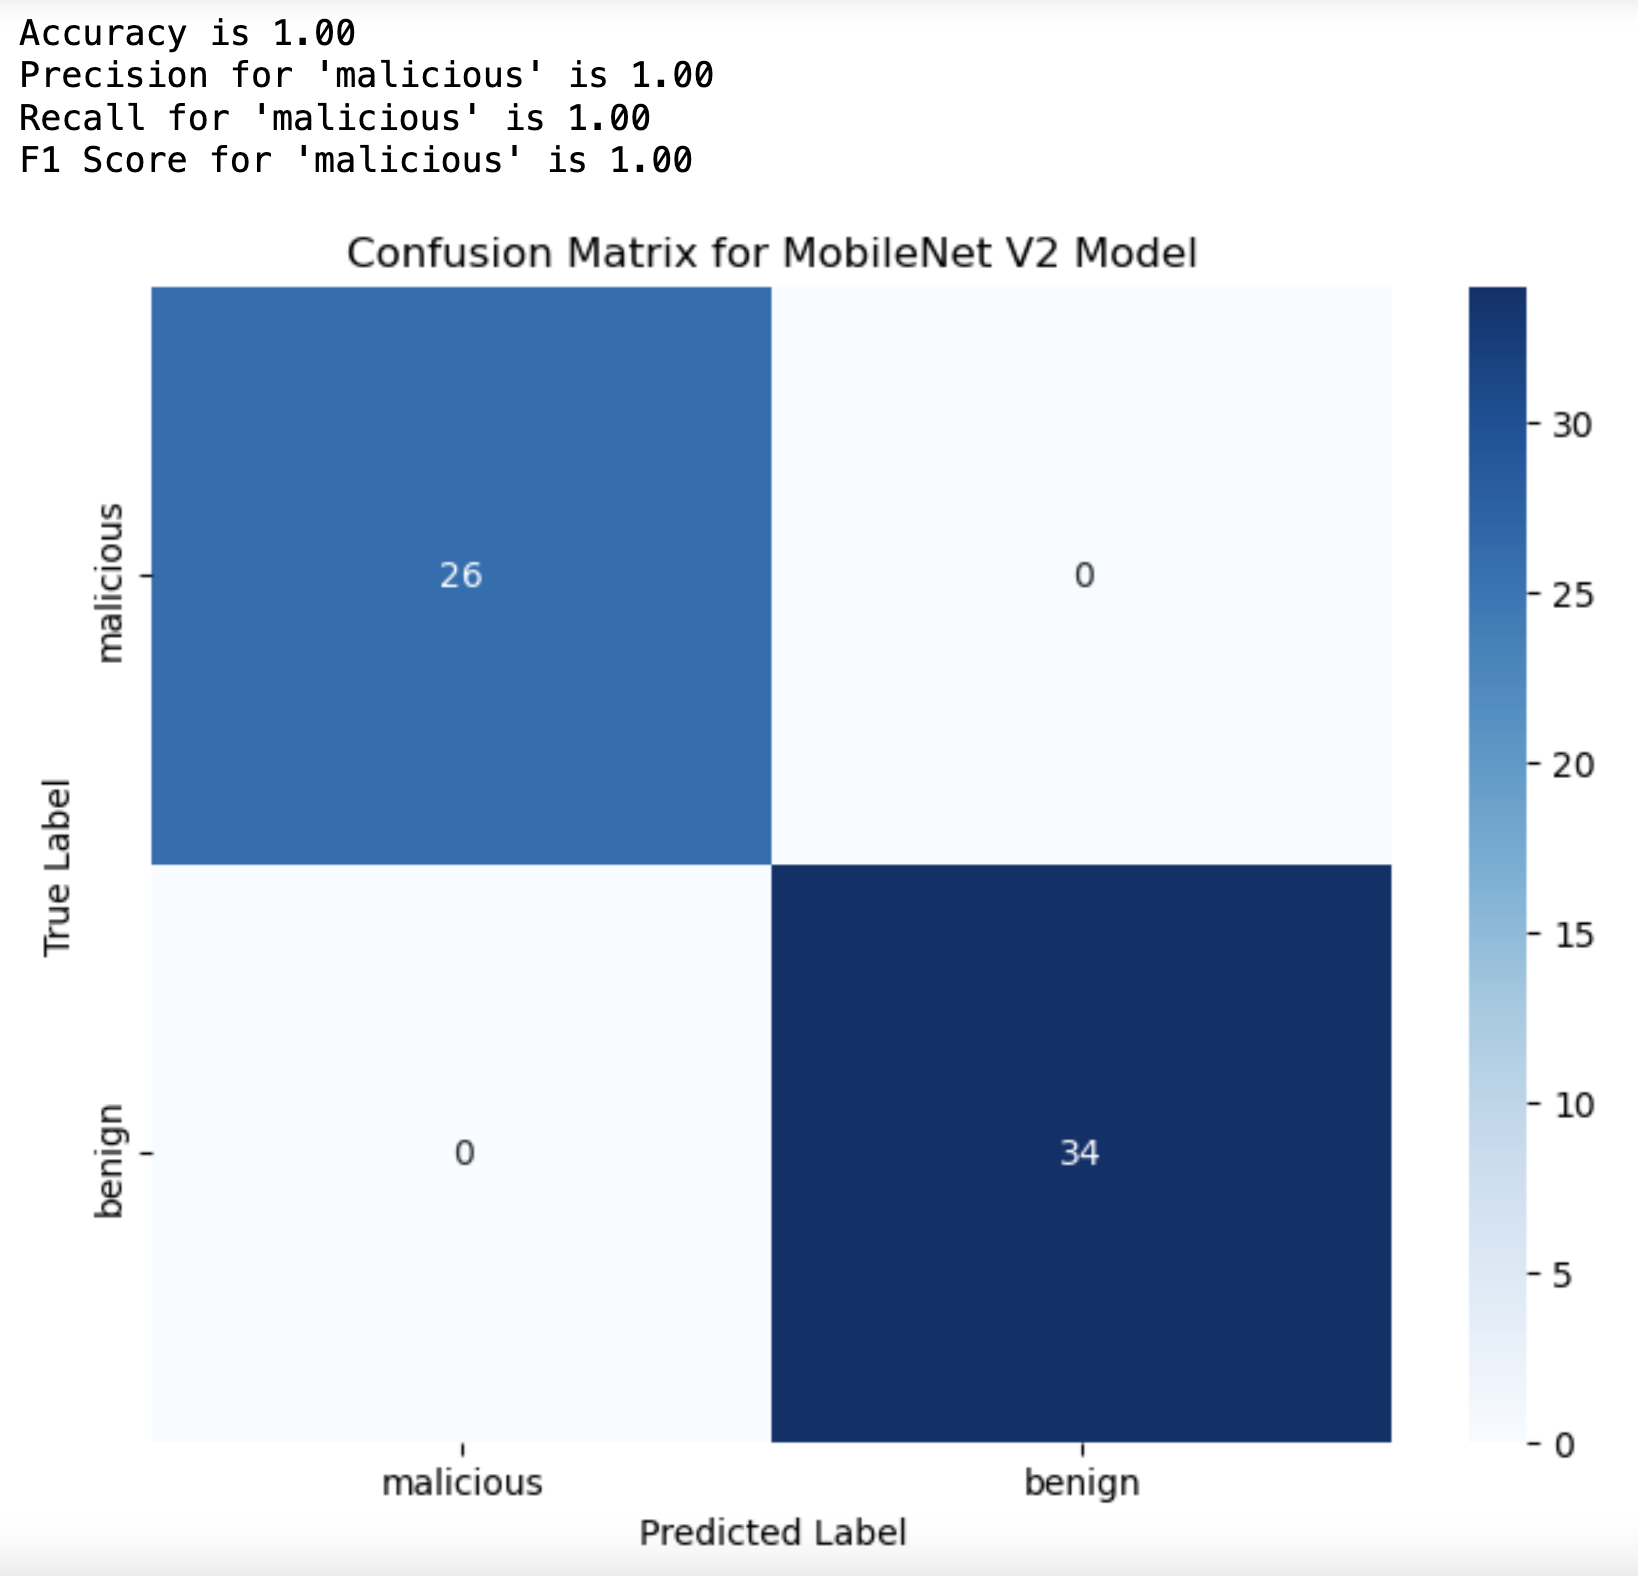 Accuracy is 1.00
Precision for 'malicious' is 1.00
Recall for 'malicious' is 1.00
F1 Score for 'malicious' is 1.00
Confusion Matrix for MobileNet V2 Model
True Label
malicious
benign
26
0
0
34
malicious
benign
Predicted Label
30
25
20
15
10
5
0